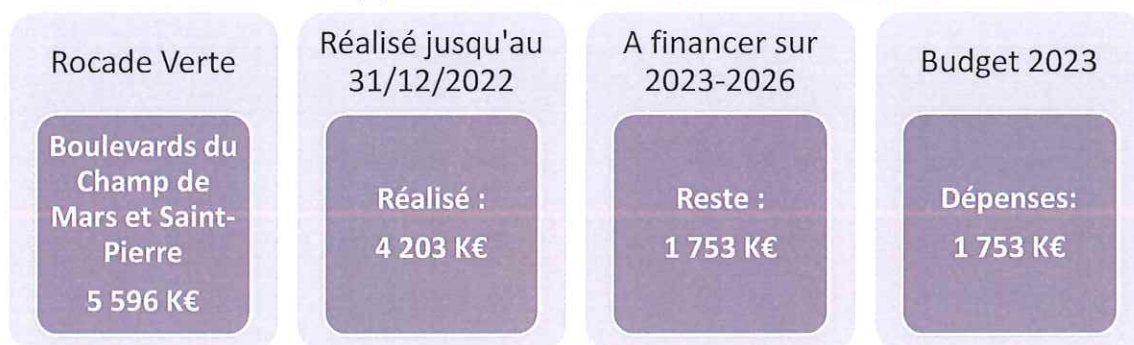 Rocade Verte
Boulevards du
Champ de
Mars et Saint-
Pierre
5 596 K€
Réalisé jusqu'au
31/12/2022
Réalisé :
4 203 K€
A financer sur
2023-2026
Reste :
1 753 K€
Budget 2023
Dépenses:
1 753 K€